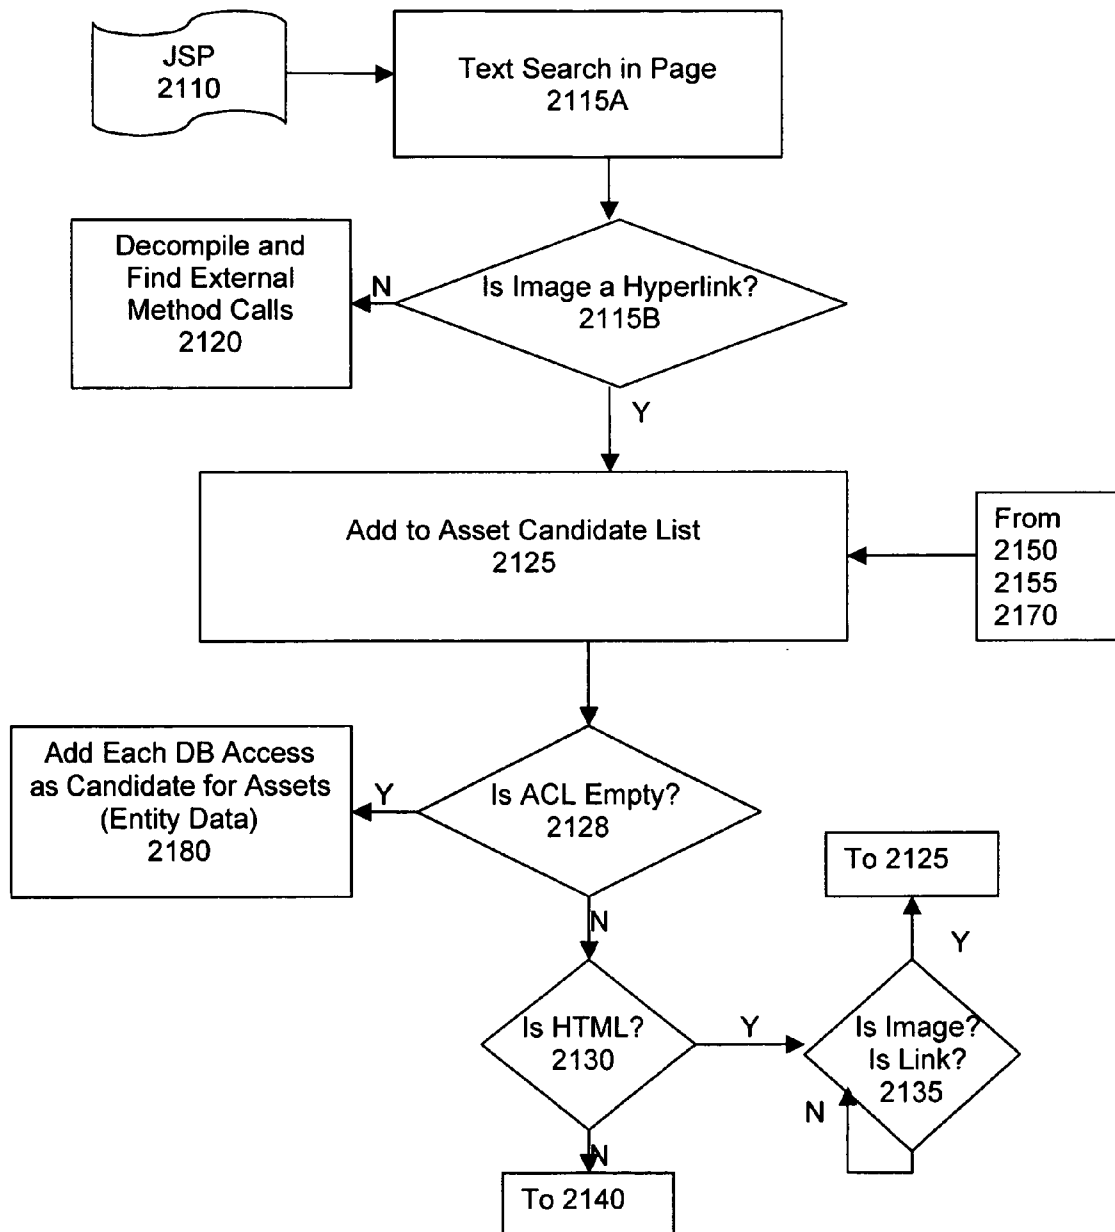 JSP
2110
Text Search in Page
2115A
Decompile and
Find External
Method Calls
2120
N
Is Image a Hyperlink?
2115B
Y
Add to Asset Candidate List
2125
From
2150
2155
2170
Add Each DB Access
as Candidate for Assets
(Entity Data)
2180
Y
Is ACL Empty?
2128
To 2125
N
Y
Is HTML?
2130
Y
Is Image?
Is Link?
2135
N
N
To 2140